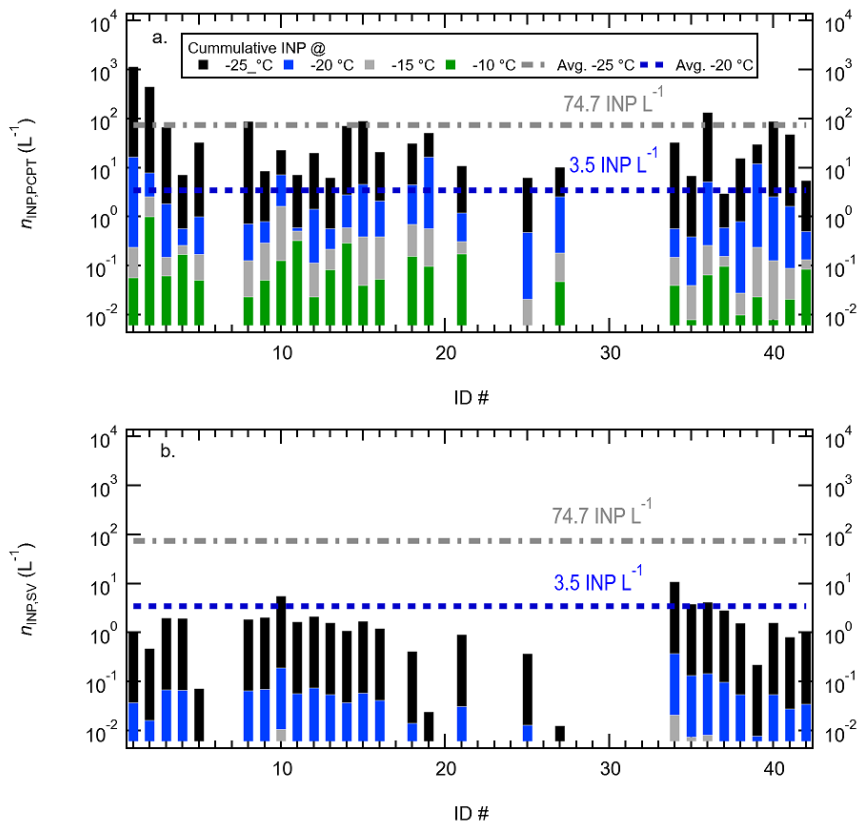 a.
Cummulative INP @
-25_°C -20 °C -15 °C -10 °C Avg. -25 °C Avg. -20 °C
10⁴ 10⁴
10³ 10³
74.7 INP L⁻¹
10² 10²
10¹ 3.5 INP L⁻¹ 10¹
10⁰ 10⁰
10⁻¹ 10⁻¹
10⁻² 10⁻²
nINP,PCPT (L⁻¹)
10 20 30 40
ID #
b.
10⁴ 10⁴
10³ 10³
74.7 INP L⁻¹
10² 10²
3.5 INP L⁻¹
10¹ 10¹
10⁰ 10⁰
10⁻¹ 10⁻¹
10⁻² 10⁻²
nINP,SV (L⁻¹)
10 20 30 40
ID #